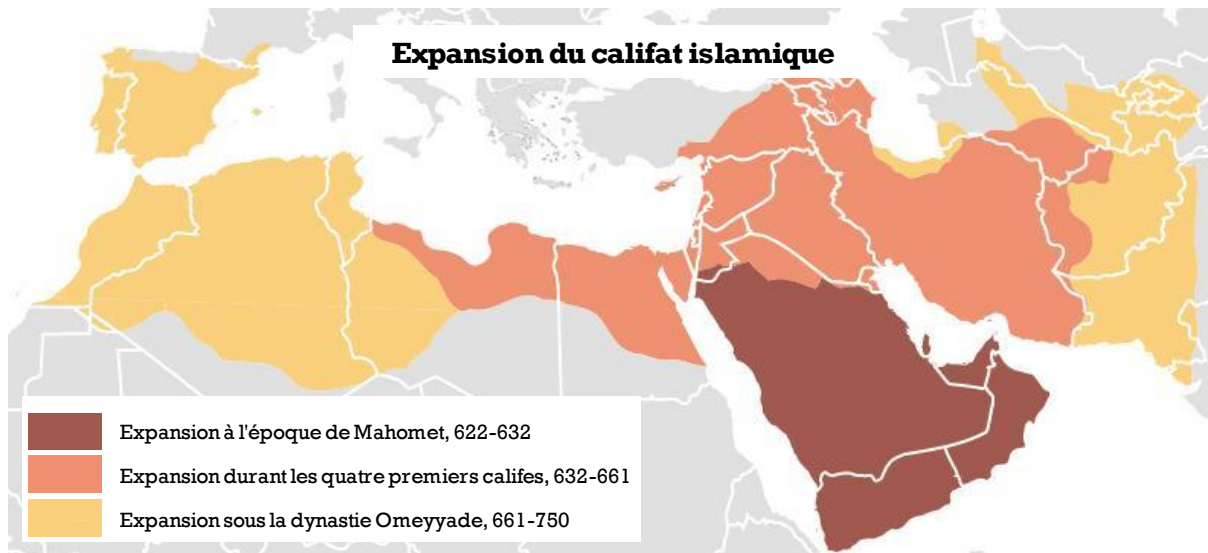 Expansion du califat islamique
Expansion à l'époque de Mahomet, 622-632
Expansion durant les quatre premiers califes, 632-661
Expansion sous la dynastie Omeyyade, 661-750